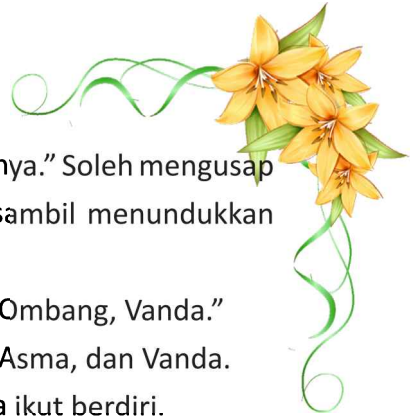 nya.” Soleh mengusap
sambil menundukkan
Ombang, Vanda.”
Asma, dan Vanda.
a ikut berdiri.